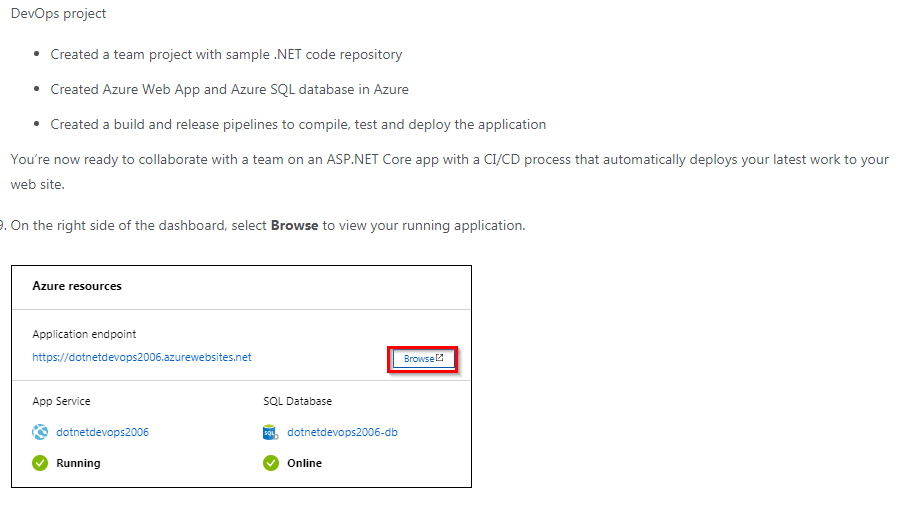 DevOps project
Created a team project with sample .NET code repository
Created Azure Web App and Azure SQL database in Azure
Created a build and release pipelines to compile, test and deploy the application
You’re now ready to collaborate with a team on an ASP.NET Core app with a CI/CD process that automatically deploys your latest work to your
web site.
9. On the right side of the dashboard, select Browse to view your running application.
Azure resources
Application endpoint
https://dotnetdevops2006.azurewebsites.net
Browse
App Service
SQL Database
dotnetdevops2006
SQL
dotnetdevops2006-db
Running
Online